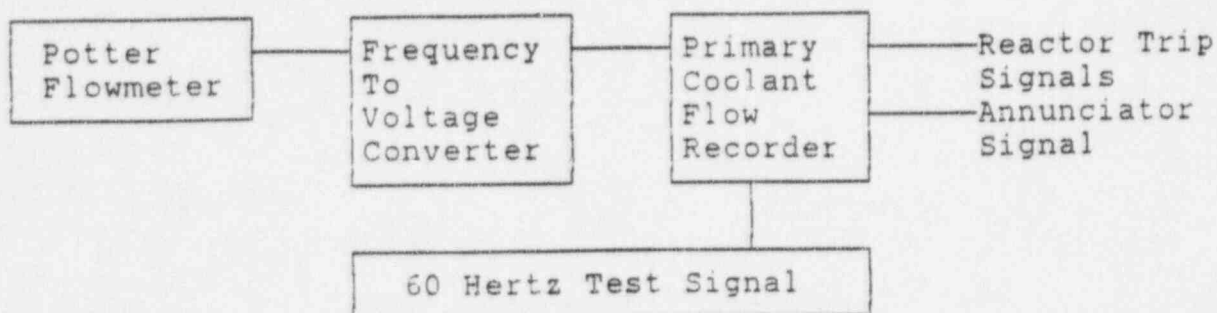 Potter
Flowmeter
Frequency
To
Voltage
Converter
Primary
Coolant
Flow
Recorder
Reactor Trip
Signals
Annunciator
Signal
60 Hertz Test Signal